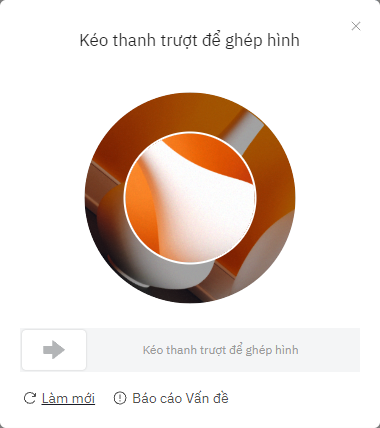 Kéo thanh trượt để ghép hình
Kéo thanh trượt để ghép hình
Làm mới
Báo cáo Vấn đề